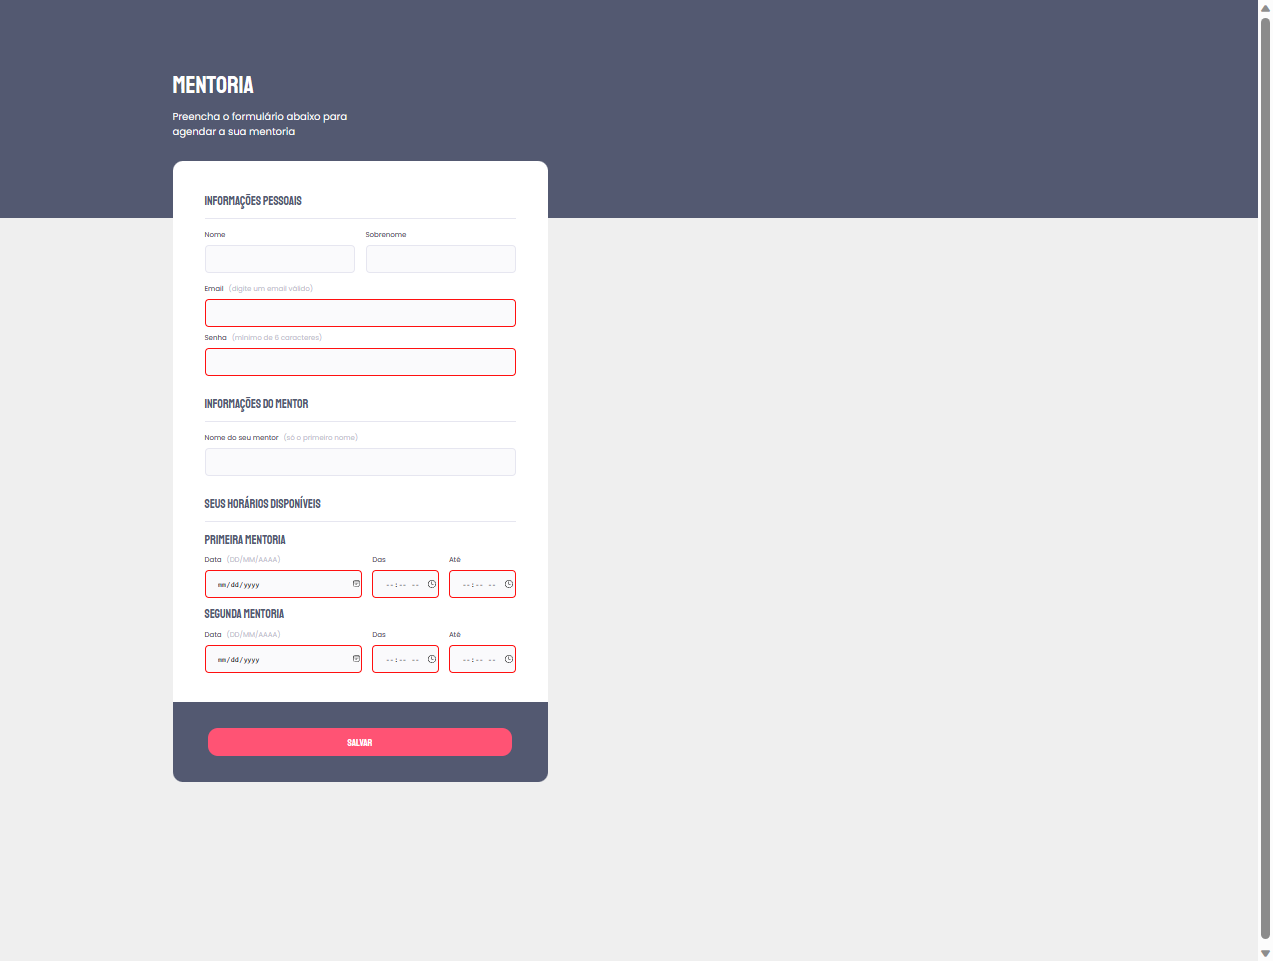 MENTORIA
Preencha o formulário abaixo para
agendar a sua mentoria
INFORMAÇÕES PESSOAIS
Nome Sobrenome
Email (digite um email válido)
Senha (mínimo de 6 caracteres)
INFORMAÇÕES DO MENTOR
Nome do seu mentor (só o primeiro nome)
SEUS HORÁRIOS DISPONÍVEIS
PRIMEIRA MENTORIA
Data (DD/MM/AAAA) Das Até
mm/dd/yyyy --:-- -- --:-- --
SEGUNDA MENTORIA
Data (DD/MM/AAAA) Das Até
mm/dd/yyyy --:-- -- --:-- --
SALVAR